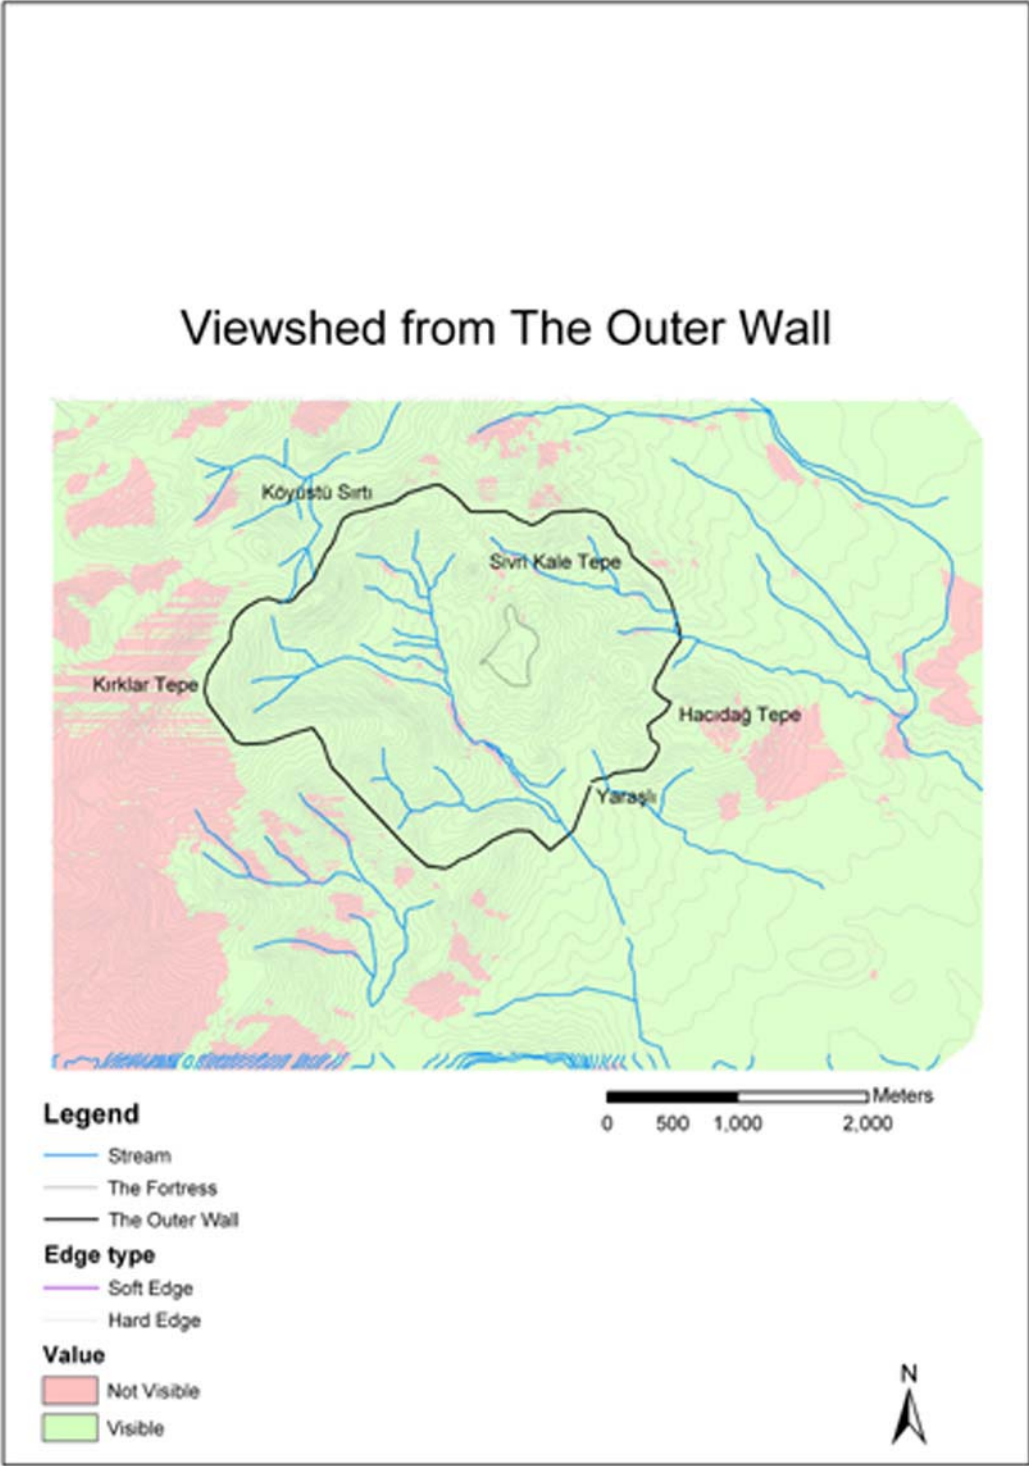 Viewshed from The Outer Wall
Köyüstü Sırtı
Sivri Kale Tepe
Kırklar Tepe
Hacıdağ Tepe
Yaraşlı
Meters
0 500 1,000 2,000
Legend
Stream
The Fortress
The Outer Wall
Edge type
Soft Edge
Hard Edge
Value
Not Visible
Visible
N